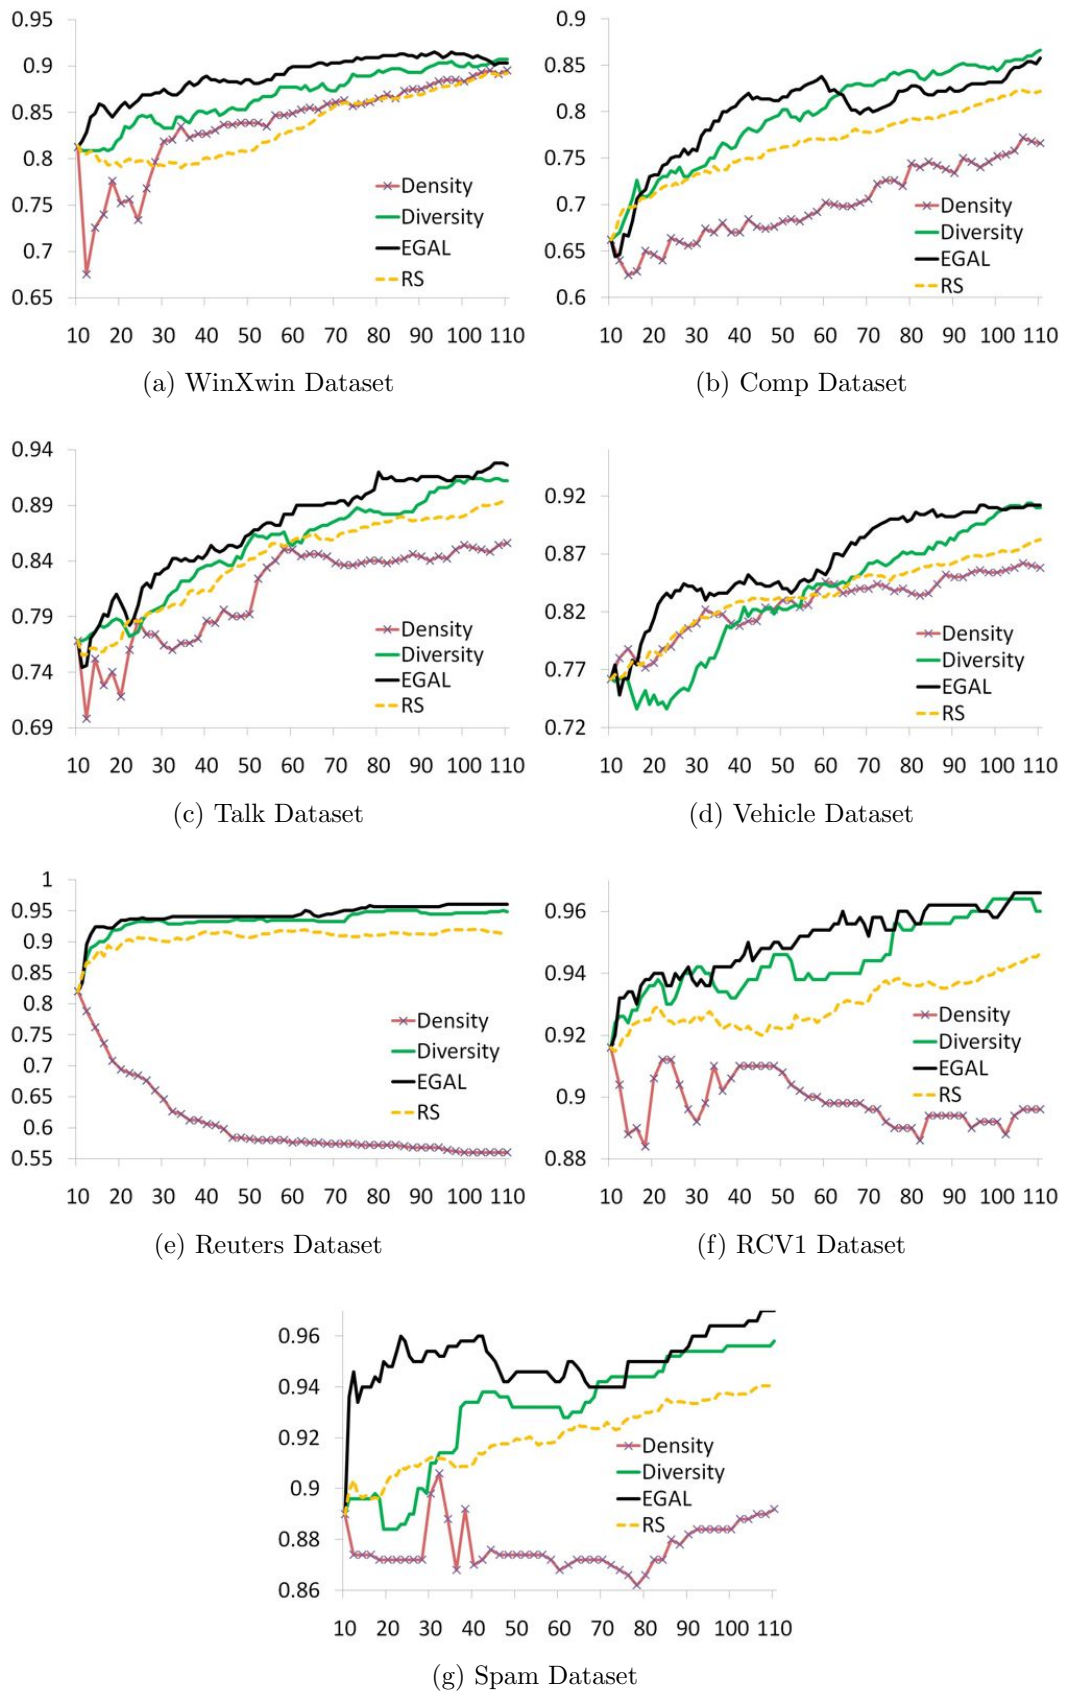 0.95
0.9
0.85
0.8
0.75
0.7
0.65
10 20 30 40 50 60 70 80 90 100 110
Density
Diversity
EGAL
RS
(a) WinXwin Dataset
0.9
0.85
0.8
0.75
0.7
0.65
0.6
10 20 30 40 50 60 70 80 90 100 110
Density
Diversity
EGAL
RS
(b) Comp Dataset
0.94
0.89
0.84
0.79
0.74
0.69
10 20 30 40 50 60 70 80 90 100 110
Density
Diversity
EGAL
RS
(c) Talk Dataset
0.92
0.87
0.82
0.77
0.72
10 20 30 40 50 60 70 80 90 100 110
Density
Diversity
EGAL
RS
(d) Vehicle Dataset
1
0.95
0.9
0.85
0.8
0.75
0.7
0.65
0.6
0.55
10 20 30 40 50 60 70 80 90 100 110
Density
Diversity
EGAL
RS
(e) Reuters Dataset
0.96
0.94
0.92
0.9
0.88
10 20 30 40 50 60 70 80 90 100 110
Density
Diversity
EGAL
RS
(f) RCV1 Dataset
0.96
0.94
0.92
0.9
0.88
0.86
10 20 30 40 50 60 70 80 90 100 110
Density
Diversity
EGAL
RS
(g) Spam Dataset